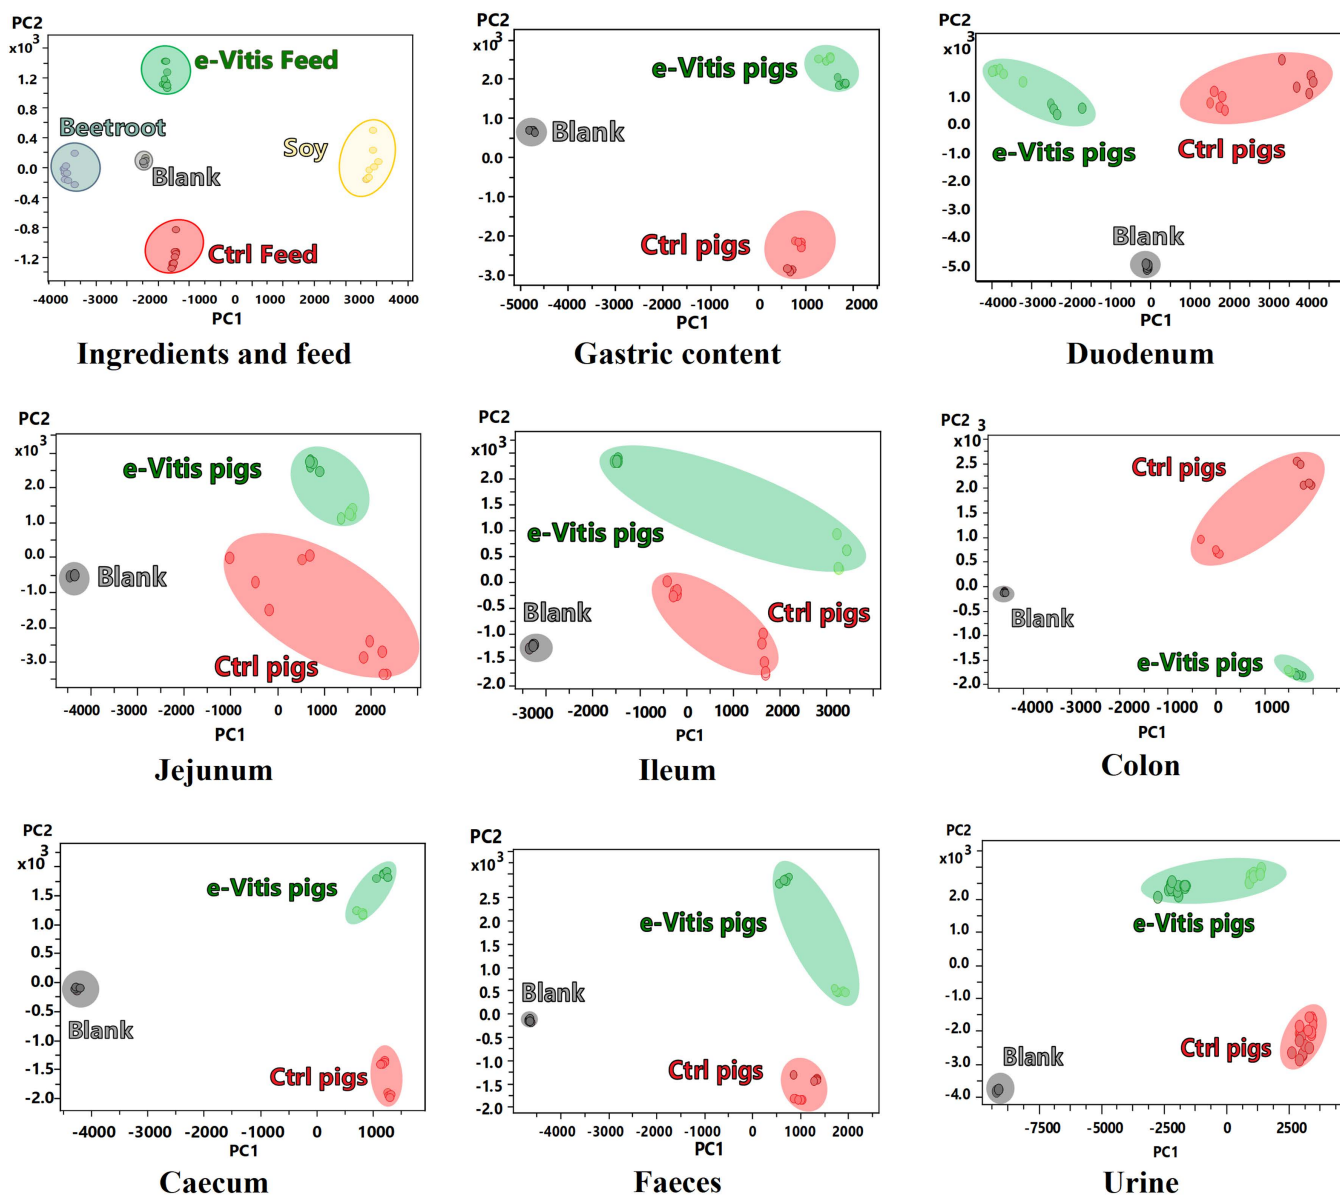 PC2
x10³
1.2
0.8
0.4
0.0
-0.4
-0.8
-1.2
e-Vitis Feed
Beetroot
Blank
Soy
Ctrl Feed
-4000 -3000 -2000 -1000 0 1000 2000 3000 4000
PC1
Ingredients and feed
PC2
x10³
2.0
1.0
0.0
-1.0
-2.0
-3.0
e-Vitis pigs
Blank
Ctrl pigs
-5000 -4000 -3000 -2000 -1000 0 1000 2000
PC1
Gastric content
PC2
x10³
1.0
0.0
-1.0
-2.0
0.0
-3.0
-4.0
-5.0
e-Vitis pigs
Ctrl pigs
Blank
-4000 -3000 -2000 -1000 0 1000 2000 3000 4000
PC1
Duodenum
PC2
x10³
2.0
1.0
0.0
-1.0
-2.0
-3.0
e-Vitis pigs
Blank
Ctrl pigs
-4000 -3000 -2000 -1000 0 1000 2000
PC1
Jejunum
PC2
x10³
2.0
1.5
1.0
0.5
0.0
-0.5
-1.0
-1.5
-2.0
e-Vitis pigs
Blank
Ctrl pigs
-3000 -2000 -1000 0 1000 2000 3000
PC1
Ileum
PC2 3
x10
2.5
2.0
1.5
1.0
0.5
0.0
-0.5
-1.0
-1.5
-2.0
Ctrl pigs
Blank
e-Vitis pigs
-4000 -3000 -2000 -1000 0 1000
PC1
Colon
PC2
x10³
1.5
1.0
0.5
0.0
-0.5
-1.0
-1.5
-2.0
e-Vitis pigs
Blank
Ctrl pigs
-4000 -3000 -2000 -1000 0 1000
PC1
Caecum
PC2
x10³
2.5
2.0
1.5
1.0
0.5
0.0
-0.5
-1.0
-1.5
-2.0
e-Vitis pigs
Blank
Ctrl pigs
-4000 -3000 -2000 -1000 0 1000 2000
PC1
Faeces
PC2
x10³
2.0
1.0
0.0
-1.0
-2.0
-3.0
-4.0
e-Vitis pigs
Ctrl pigs
Blank
-7500 -5000 -2500 0 2500
PC1
Urine